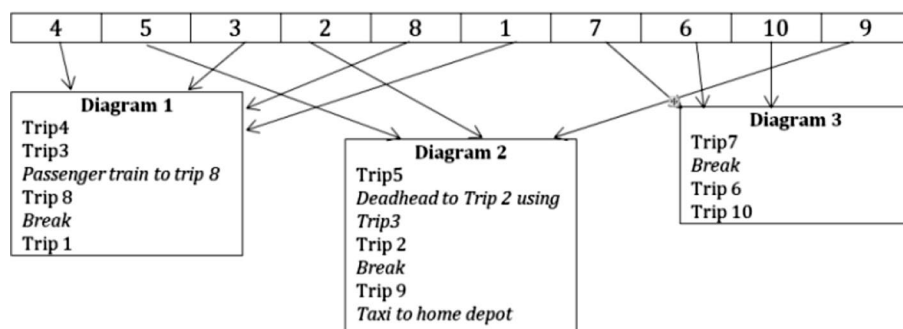 4 5 3 2 8 1 7 6 10 9
Diagram 1
Trip4
Trip3
Passenger train to trip 8
Trip 8
Break
Trip 1
Diagram 2
Trip5
Deadhead to Trip 2 using
Trip3
Trip 2
Break
Trip 9
Taxi to home depot
Diagram 3
Trip7
Break
Trip 6
Trip 10